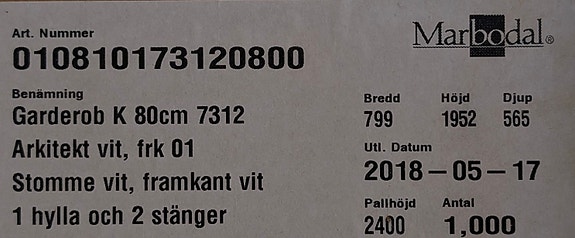 Art. Nummer
010810173120800
Marbodal®
Benämning
Garderob K 80cm 7312
Arkitekt vit, frk 01
Stomme vit, framkant vit
1 hylla och 2 stänger
Bredd Höjd Djup
799 1952 565
Utl. Datum
2018-05-17
Pallhöjd Antal
2400 1,000